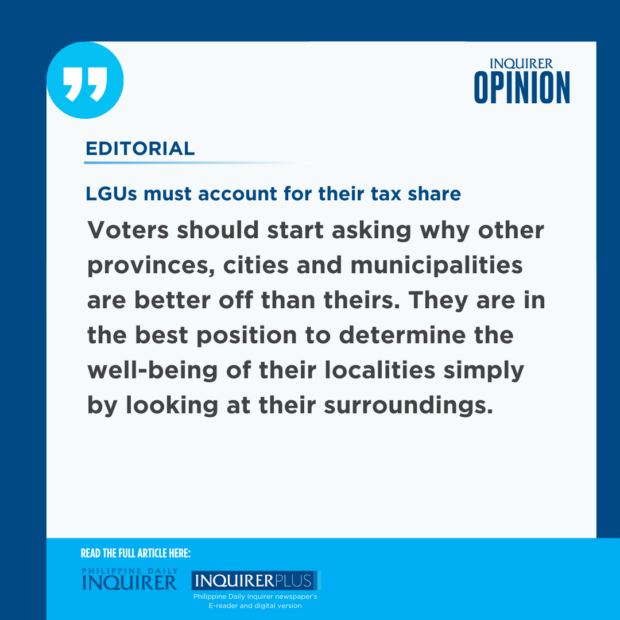 INQUIRER
OPINION
EDITORIAL
LGUs must account for their tax share
Voters should start asking why other
provinces, cities and municipalities
are better off than theirs. They are in
the best position to determine the
well-being of their localities simply
by looking at their surroundings.
READ THE FULL ARTICLE HERE:
PHILIPPINE DAILY
INQUIRER
INQUIRERPLUS
Philippine Daily Inquirer newspaper's
E-reader and digital version